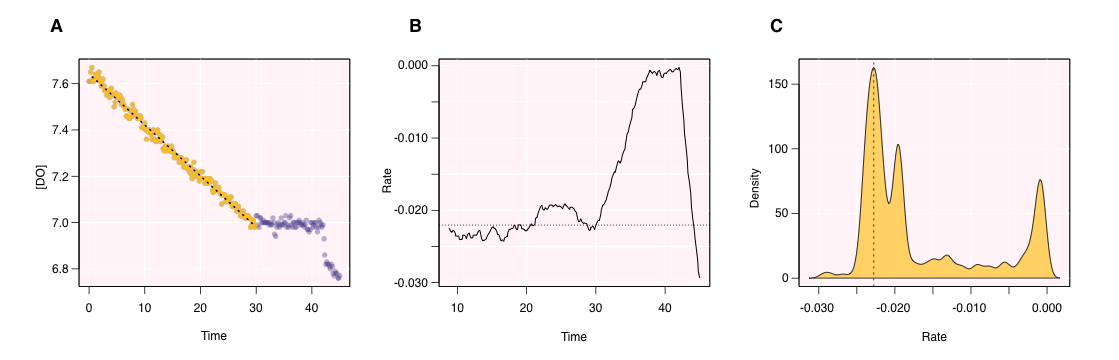 A
7.6
7.4
7.2
7.0
6.8
[DO]
0 10 20 30 40
Time
B
0.000
-0.010
-0.020
-0.030
Rate
10 20 30 40
Time
C
150
100
50
0
Density
-0.030 -0.020 -0.010 0.000
Rate